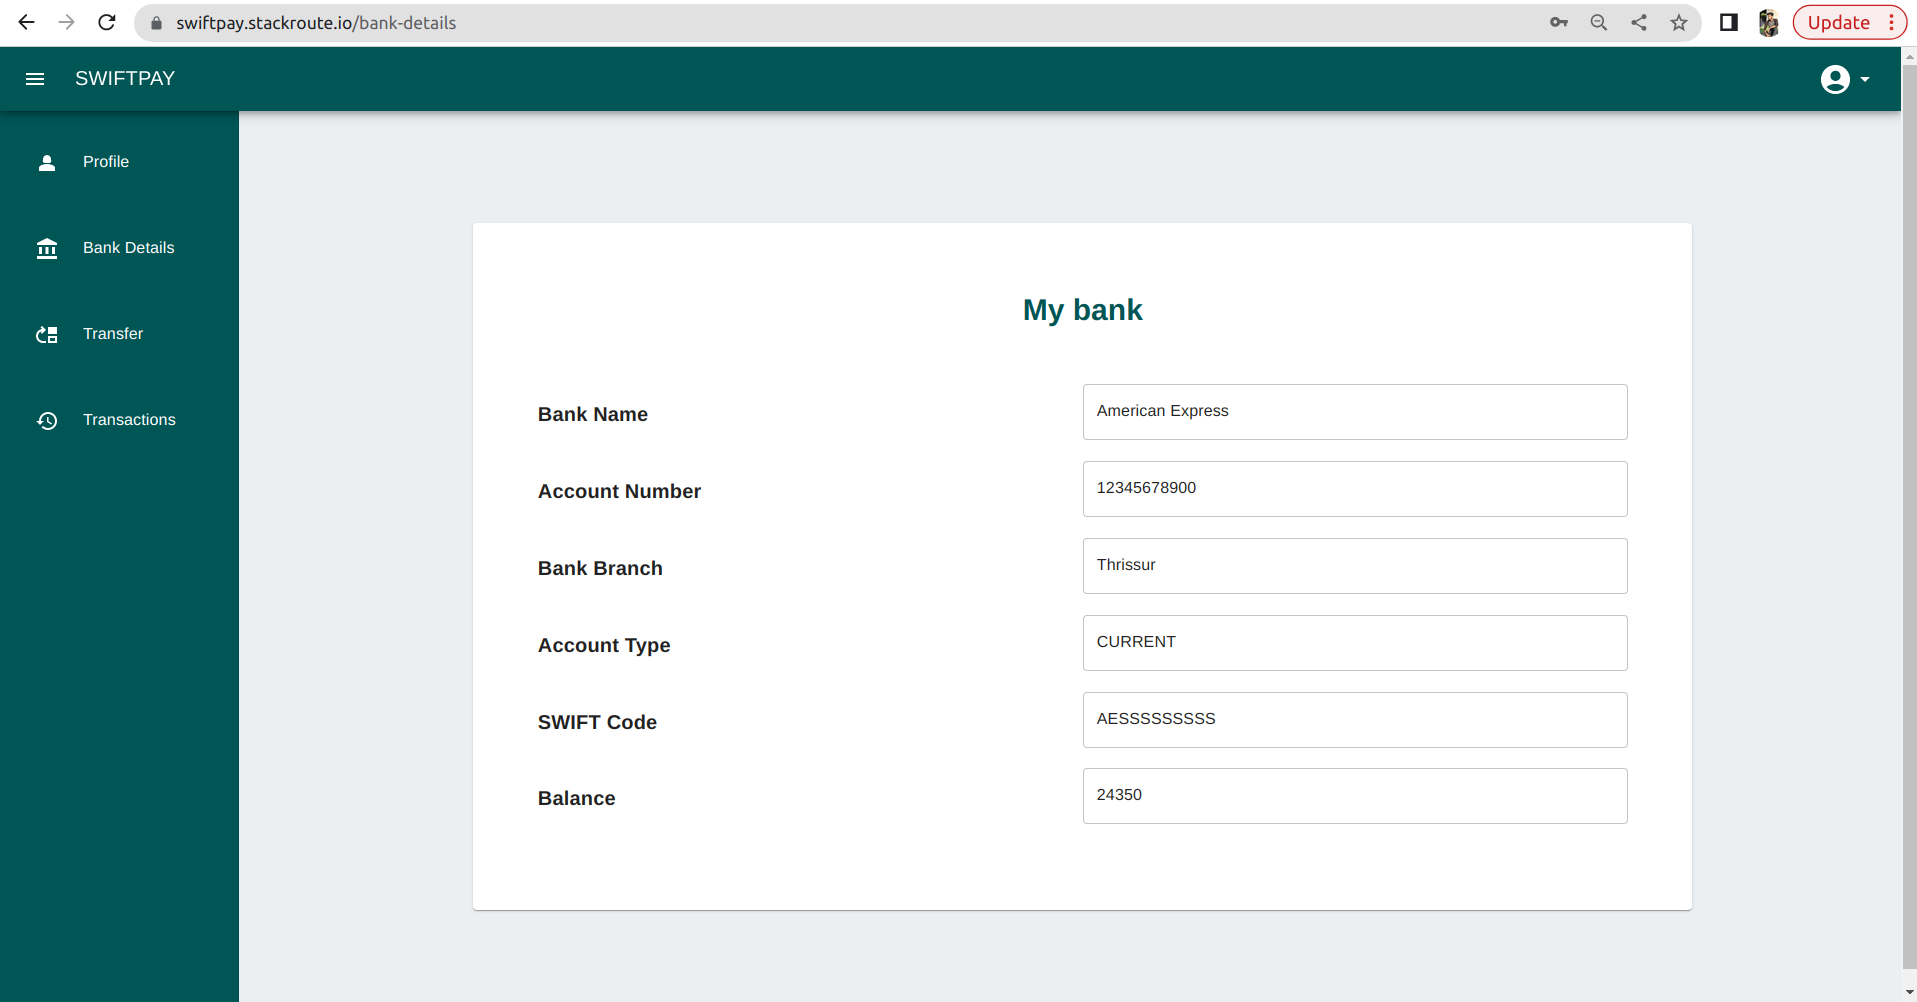 swiftpay.stackroute.io/bank-details
Update
SWIFTPAY
Profile
Bank Details
Transfer
Transactions
My bank
Bank Name
American Express
Account Number
12345678900
Bank Branch
Thrissur
Account Type
CURRENT
SWIFT Code
AESSSSSSSSS
Balance
24350